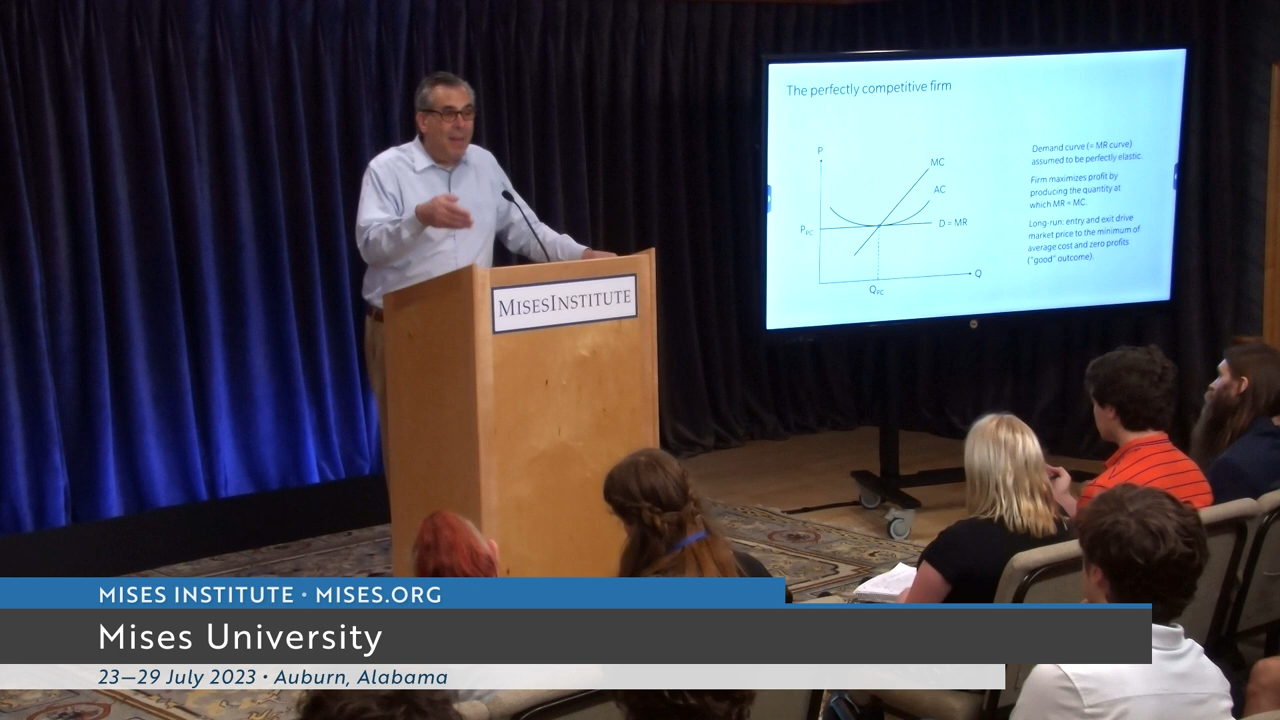 The perfectly competitive firm
P
MC
AC
D = MR
P_PC
Q
Q_PC
Demand curve (= MR curve)
assumed to be perfectly elastic.
Firm maximizes profit by
producing the quantity at
which MR = MC.
Long-run: entry and exit drive
market price to the minimum of
average cost and zero profits
("good" outcome).
MISESINSTITUTE
MISES INSTITUTE • MISES.ORG
Mises University
23—29 July 2023 • Auburn, Alabama